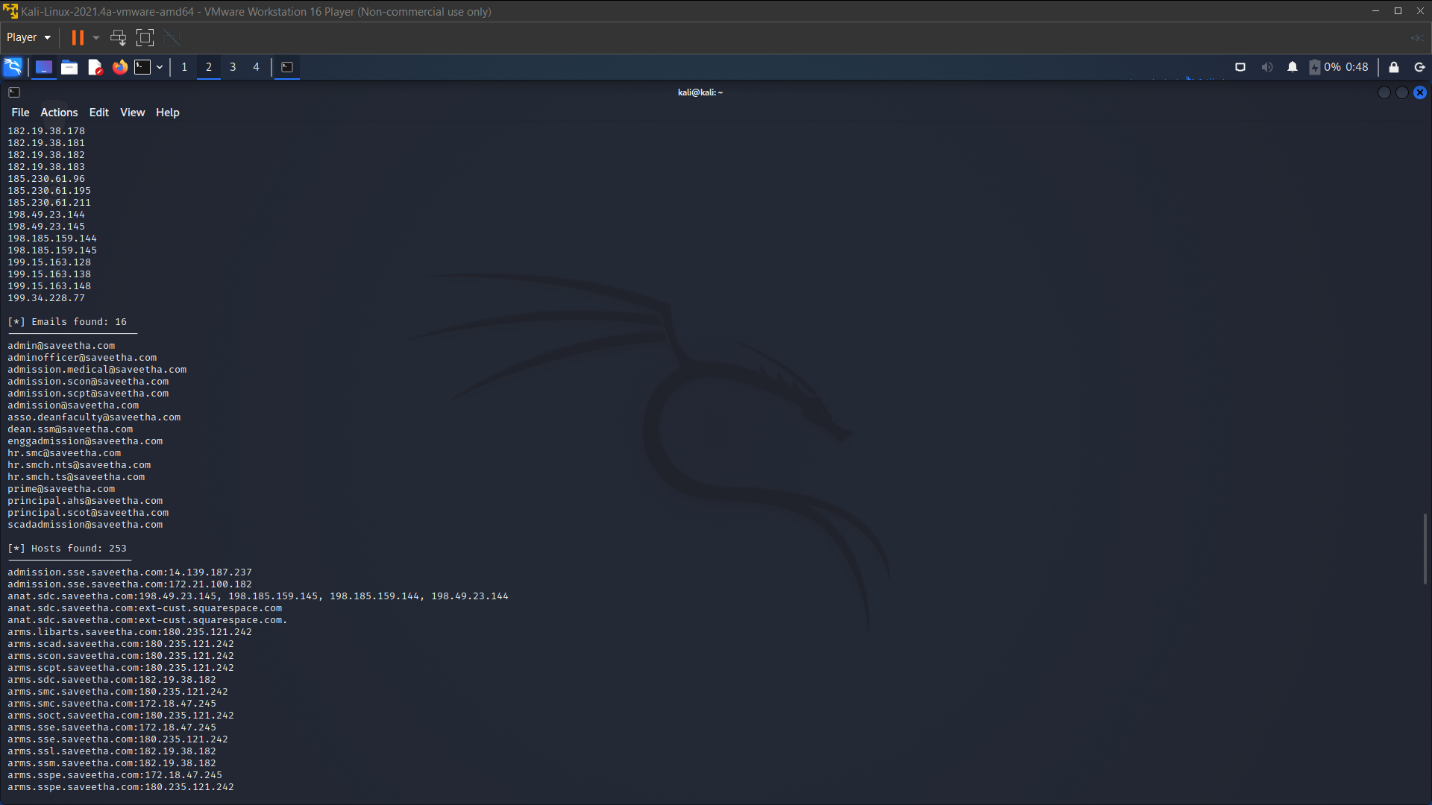 Kali-Linux-2021.4a-vmware-amd64 - VMware Workstation 16 Player (Non-commercial use only)
Player
1 2 3 4 0% 0:48
kali@kali: ~
File Actions Edit View Help
182.19.38.178
182.19.38.181
182.19.38.182
182.19.38.183
185.230.61.96
185.230.61.195
185.230.61.211
198.49.23.144
198.49.23.145
198.185.159.144
198.185.159.145
199.15.163.128
199.15.163.138
199.15.163.148
199.34.228.77
[*] Emails found: 16
admin@saveetha.com
adminofficer@saveetha.com
admission.medical@saveetha.com
admission.scon@saveetha.com
admission.scpt@saveetha.com
admission@saveetha.com
asso.deanfaculty@saveetha.com
dean.ssm@saveetha.com
enggadmission@saveetha.com
hr.smc@saveetha.com
hr.smch.nts@saveetha.com
hr.smch.ts@saveetha.com
prime@saveetha.com
principal.ahs@saveetha.com
principal.scot@saveetha.com
scadadmission@saveetha.com
[*] Hosts found: 253
admission.sse.saveetha.com:14.139.187.237
admission.sse.saveetha.com:172.21.100.182
anat.sdc.saveetha.com:198.49.23.145, 198.185.159.145, 198.185.159.144, 198.49.23.144
anat.sdc.saveetha.com:ext-cust.squarespace.com
anat.sdc.saveetha.com:ext-cust.squarespace.com.
arms.libarts.saveetha.com:180.235.121.242
arms.scad.saveetha.com:180.235.121.242
arms.scon.saveetha.com:180.235.121.242
arms.scpt.saveetha.com:180.235.121.242
arms.sdc.saveetha.com:182.19.38.182
arms.smc.saveetha.com:180.235.121.242
arms.smc.saveetha.com:172.18.47.245
arms.soct.saveetha.com:180.235.121.242
arms.sse.saveetha.com:172.18.47.245
arms.sse.saveetha.com:180.235.121.242
arms.ssl.saveetha.com:182.19.38.182
arms.ssm.saveetha.com:182.19.38.182
arms.sspe.saveetha.com:172.18.47.245
arms.sspe.saveetha.com:180.235.121.242